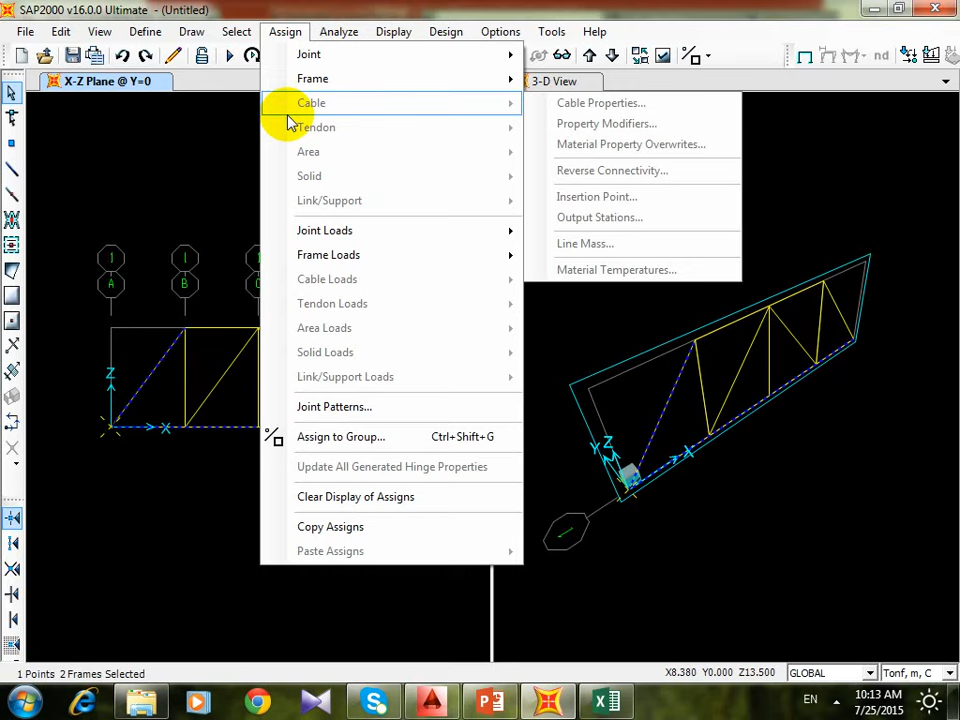 SAP2000 v16.0.0 Ultimate - (Untitled)
File Edit View Define Draw Select Assign Analyze Display Design Options Tools Help
X-Z Plane @ Y=0
3-D View
Joint
Frame
Cable
Tendon
Area
Solid
Link/Support
Joint Loads
Frame Loads
Cable Loads
Tendon Loads
Area Loads
Solid Loads
Link/Support Loads
Joint Patterns...
Assign to Group... Ctrl+Shift+G
Update All Generated Hinge Properties
Clear Display of Assigns
Copy Assigns
Paste Assigns
Cable Properties...
Property Modifiers...
Material Property Overwrites...
Reverse Connectivity...
Insertion Point...
Output Stations...
Line Mass...
Material Temperatures...
1 1 1
A B C
Z
X
Y Z
X
1 Points 2 Frames Selected
X8.380 Y0.000 Z13.500
GLOBAL
Tonf, m, C
EN
10:13 AM
7/25/2015